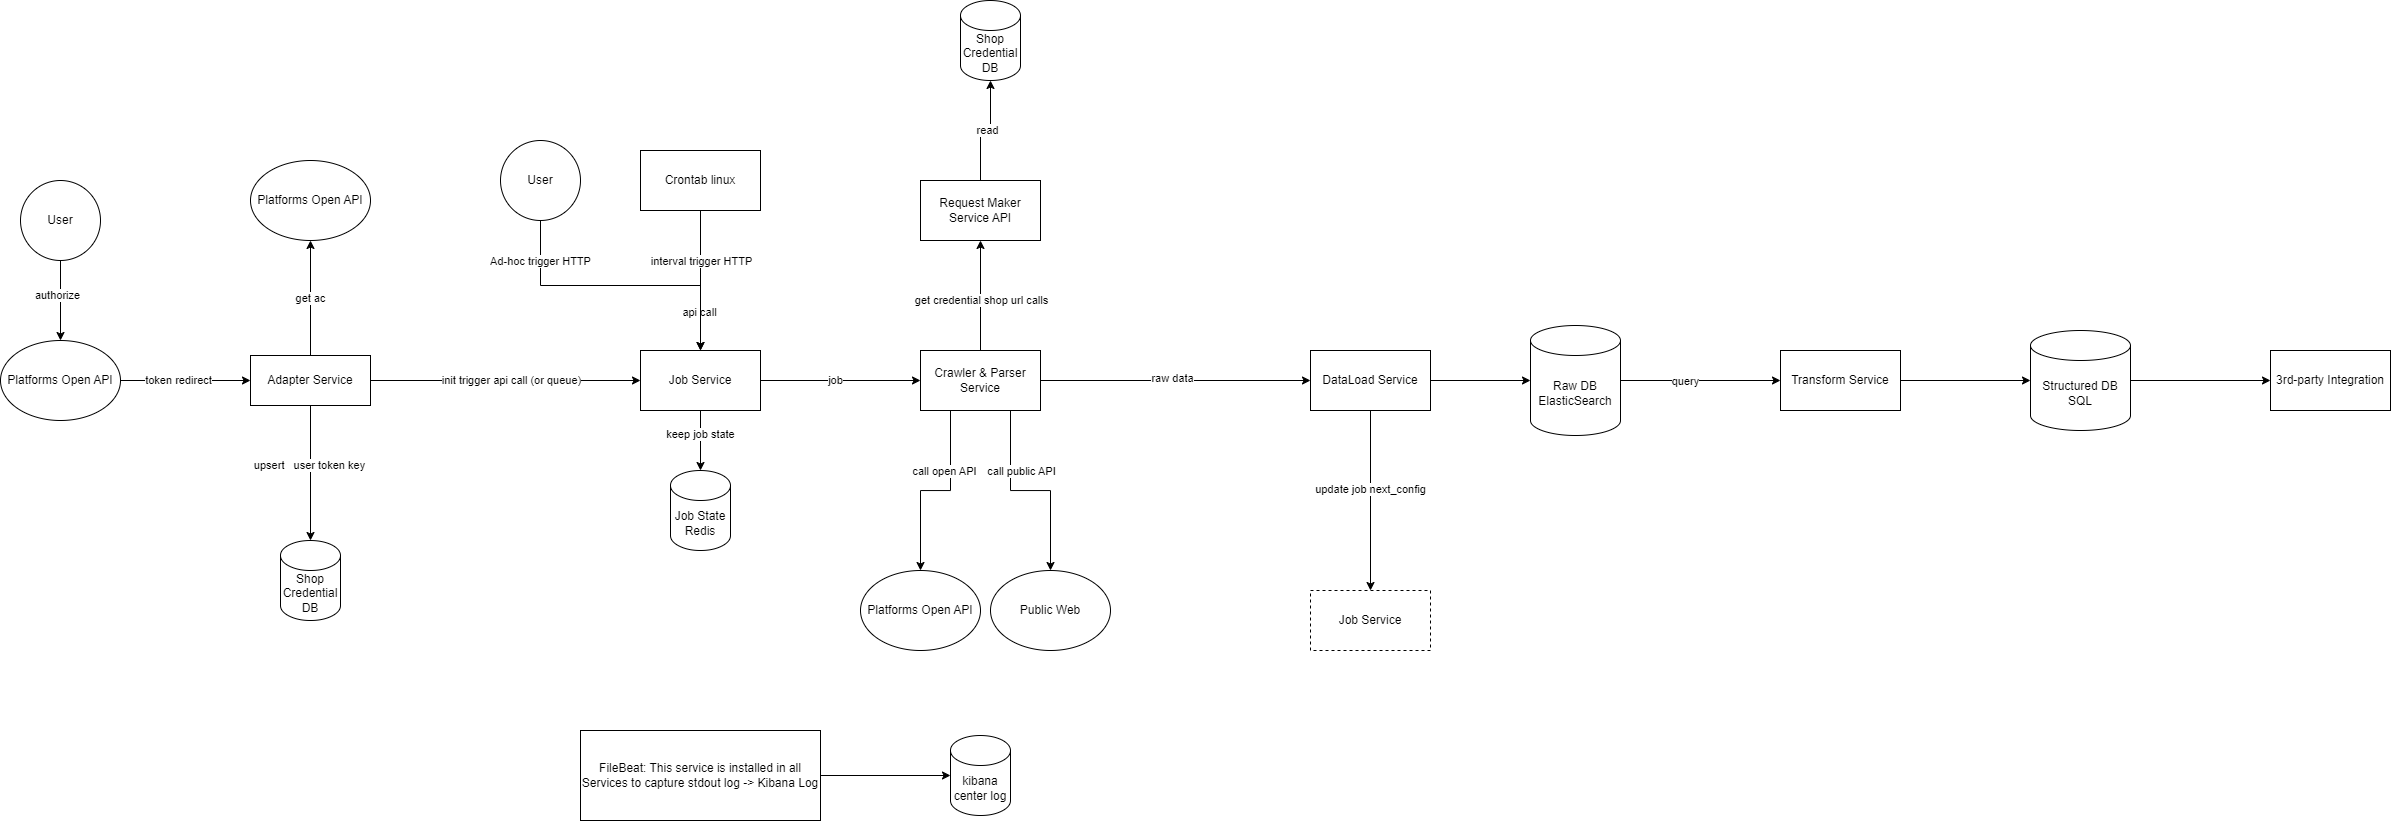 Shop
Credential
DB
read
User
Crontab linux
Platforms Open API
Request Maker
Service API
User
Ad-hoc trigger HTTP
interval trigger HTTP
authorize
get ac
get credential shop url calls
api call
Platforms Open API
token redirect
Adapter Service
init trigger api call (or queue)
Job Service
job
Crawler & Parser
Service
raw data
DataLoad Service
Raw DB
ElasticSearch
query
Transform Service
Structured DB
SQL
3rd-party Integration
keep job state
upsert user token key
call open API
call public API
update job next_config
Job State
Redis
Shop
Credential
DB
Platforms Open API
Public Web
Job Service
FileBeat: This service is installed in all
Services to capture stdout log -> Kibana Log
kibana
center log